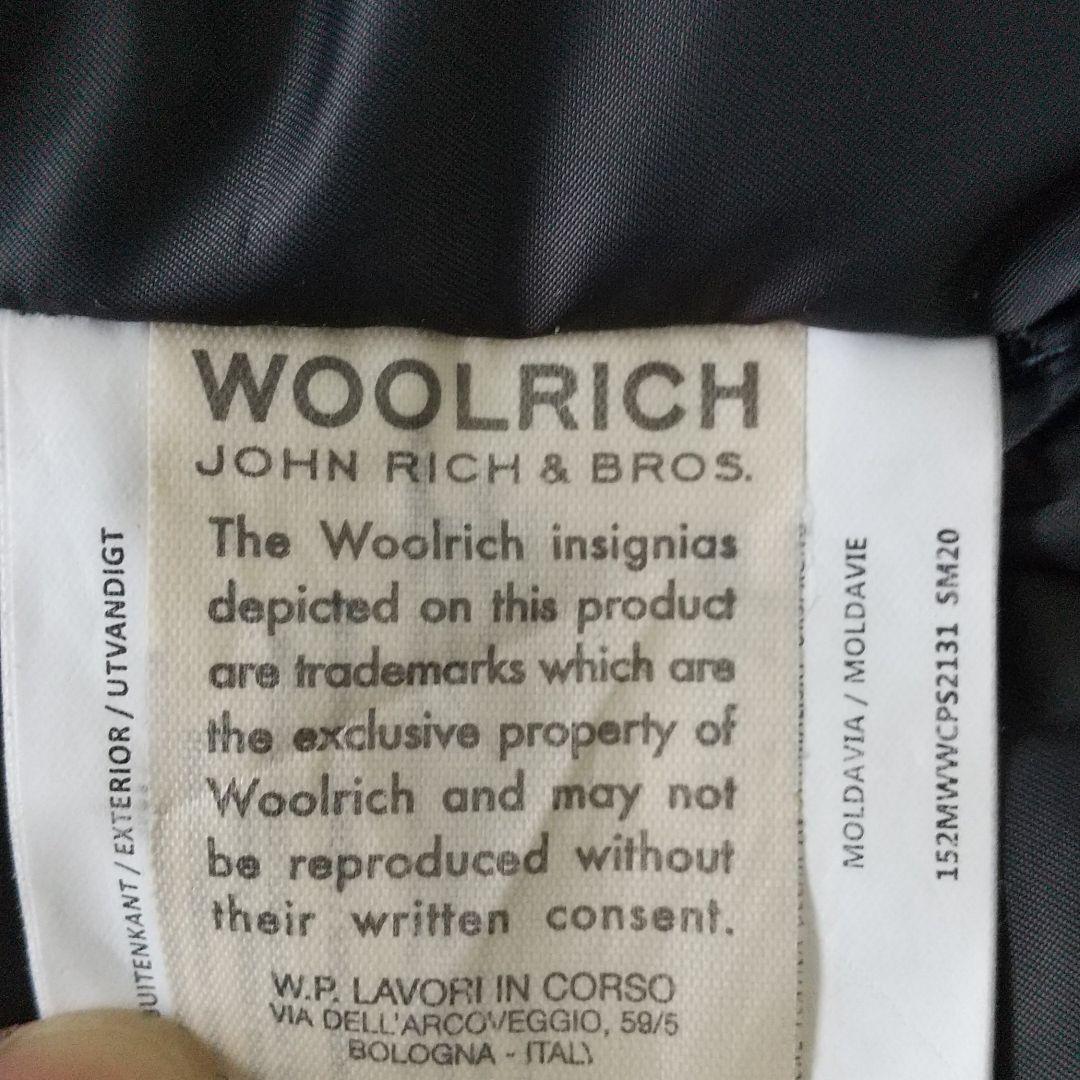 WOOLRICH
JOHN RICH & BROS.
The Woolrich insignias
depicted on this product
are trademarks which are
the exclusive property of
Woolrich and may not
be reproduced without
their written consent.
W.P. LAVORI IN CORSO
VIA DELL'ARCOVEGGIO, 59/5
BOLOGNA - ITALY
BUITENKANT / EXTERIOR / UTVANDIGT
MOLDAVIA / MOLDAVIE
152MWWCPS2131 SM20